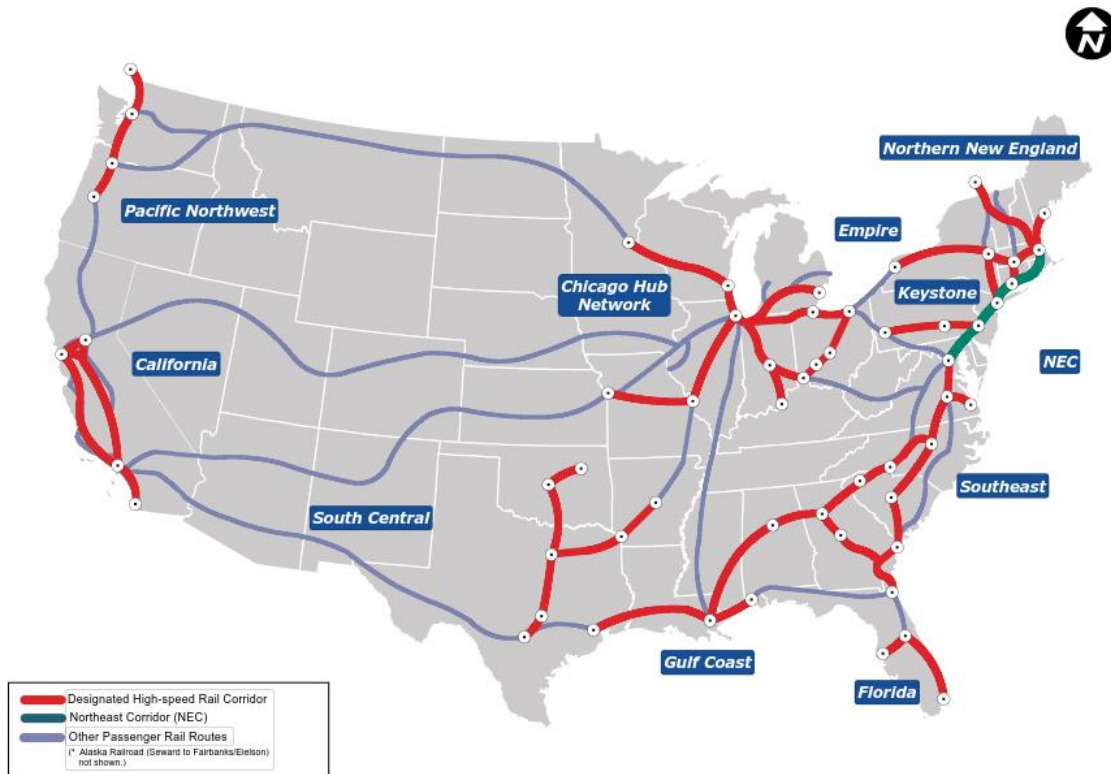 N
Northern New England
Pacific Northwest
Empire
Chicago Hub
Network
Keystone
California
NEC
Southeast
South Central
Gulf Coast
Florida
Designated High-speed Rail Corridor
Northeast Corridor (NEC)
Other Passenger Rail Routes
(* Alaska Railroad (Seward to Fairbanks/Eielson)
not shown.)